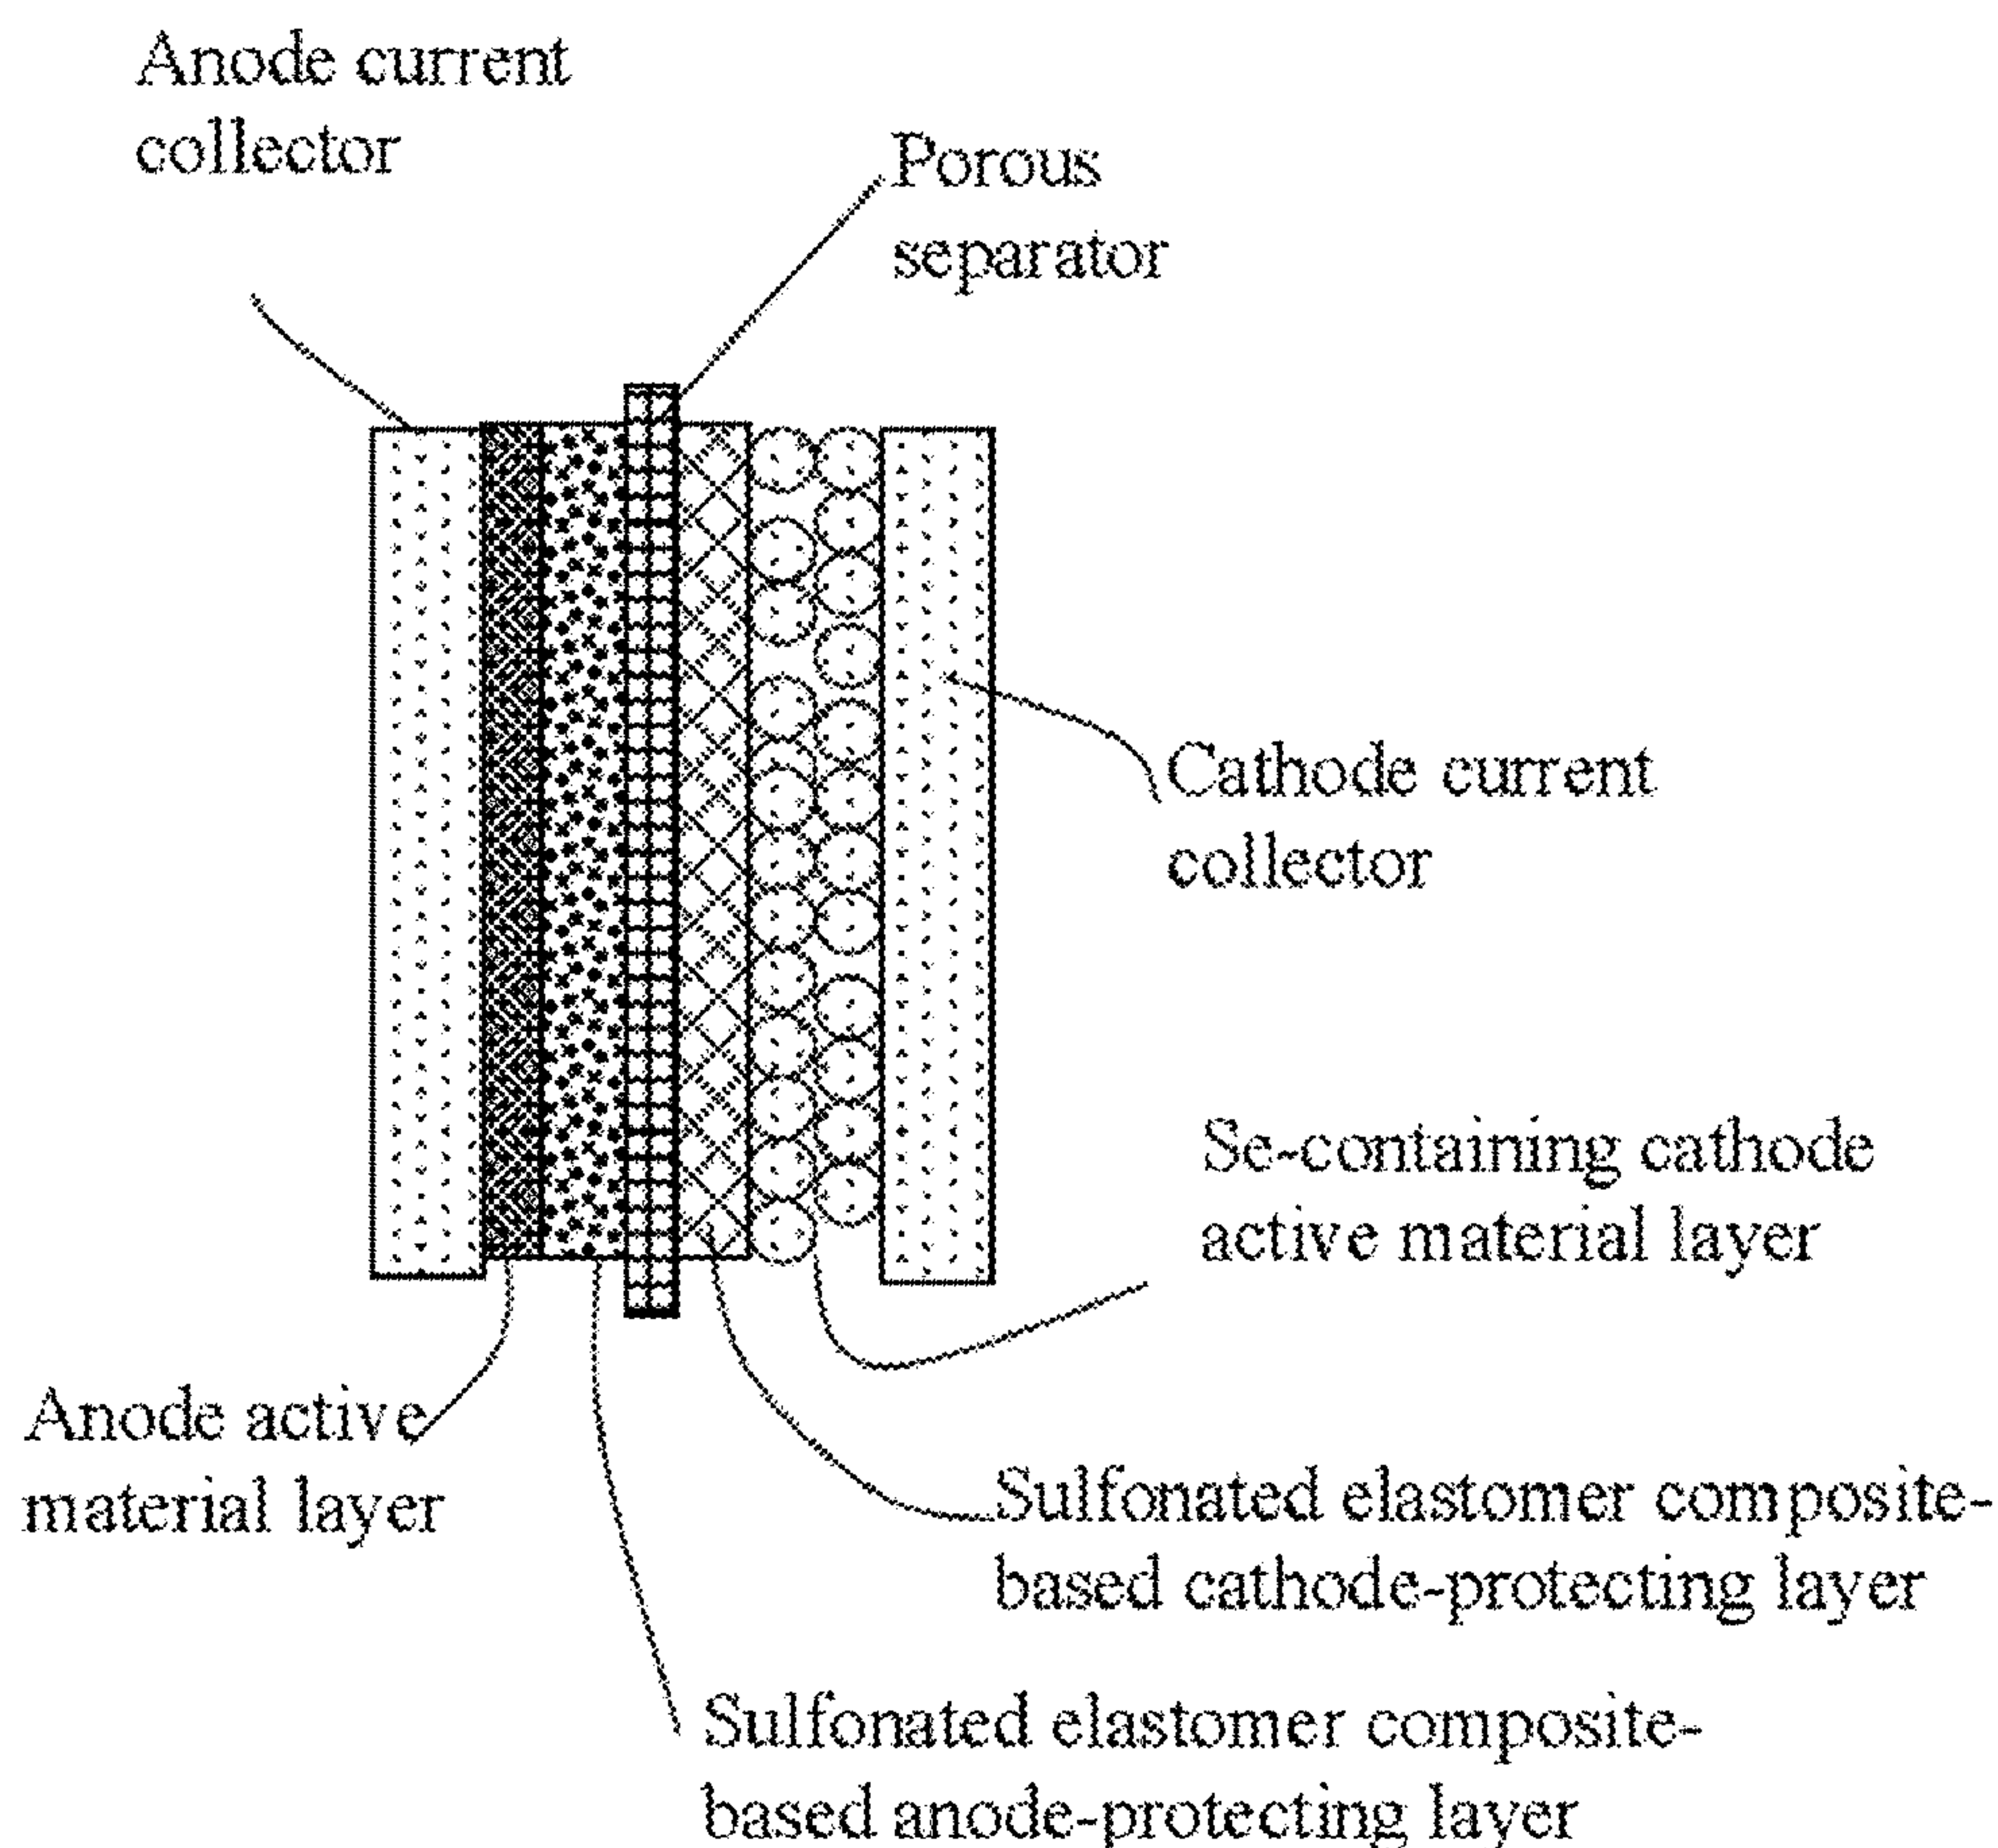 Anode current
collector
Porous
separator
Cathode current
collector
Se-containing cathode
active material layer
Anode active
material layer
Sulfonated elastomer composite-
based cathode-protecting layer
Sulfonated elastomer composite-
based anode-protecting layer